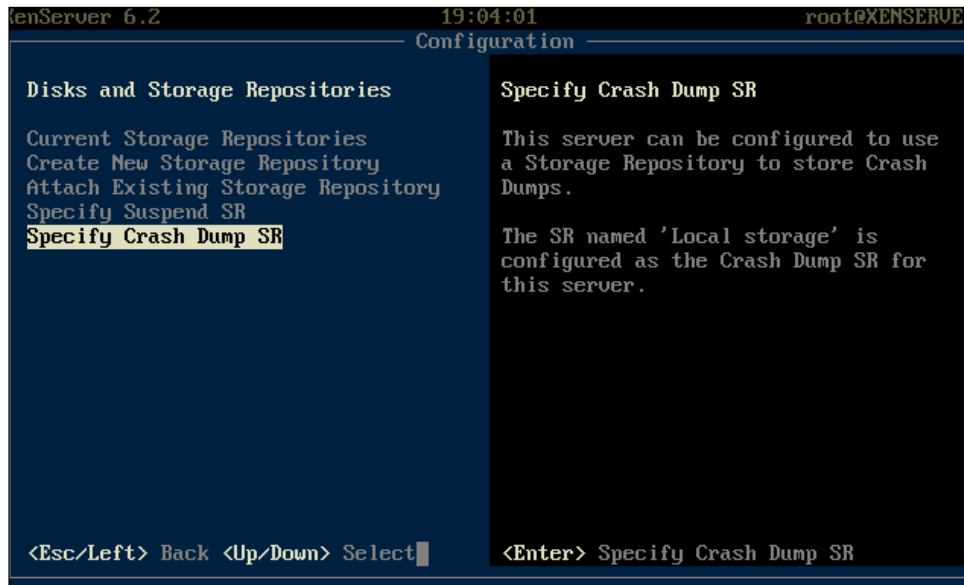 XenServer 6.2 19:04:01 root@XENSERVE
Configuration
Disks and Storage Repositories
Current Storage Repositories
Create New Storage Repository
Attach Existing Storage Repository
Specify Suspend SR
Specify Crash Dump SR
<Esc/Left> Back <Up/Down> Select
Specify Crash Dump SR
This server can be configured to use
a Storage Repository to store Crash
Dumps.
The SR named 'Local storage' is
configured as the Crash Dump SR for
this server.
<Enter> Specify Crash Dump SR